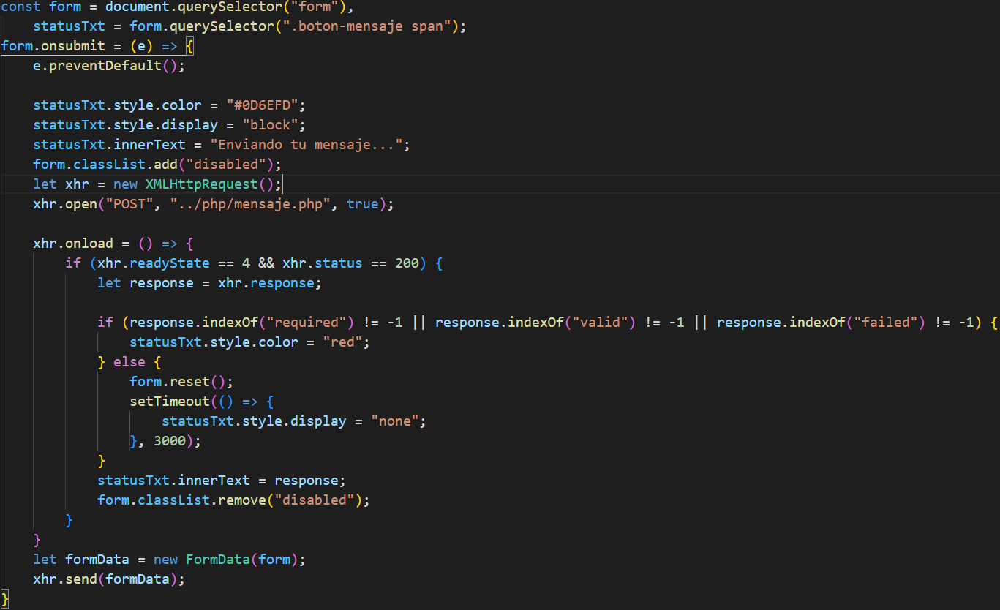 const form = document.querySelector("form"),
    statusTxt = form.querySelector(".boton-mensaje span");
form.onsubmit = (e) => {
    e.preventDefault();

    statusTxt.style.color = "#0D6EFD";
    statusTxt.style.display = "block";
    statusTxt.innerText = "Enviando tu mensaje...";
    form.classList.add("disabled");
    let xhr = new XMLHttpRequest();
    xhr.open("POST", "../php/mensaje.php", true);

    xhr.onload = () => {
        if (xhr.readyState == 4 && xhr.status == 200) {
            let response = xhr.response;

            if (response.indexOf("required") != -1 || response.indexOf("valid") != -1 || response.indexOf("failed") != -1) {
                statusTxt.style.color = "red";
            } else {
                form.reset();
                setTimeout(() => {
                    statusTxt.style.display = "none";
                }, 3000);
            }
            statusTxt.innerText = response;
            form.classList.remove("disabled");
        }
    }
    let formData = new FormData(form);
    xhr.send(formData);
}